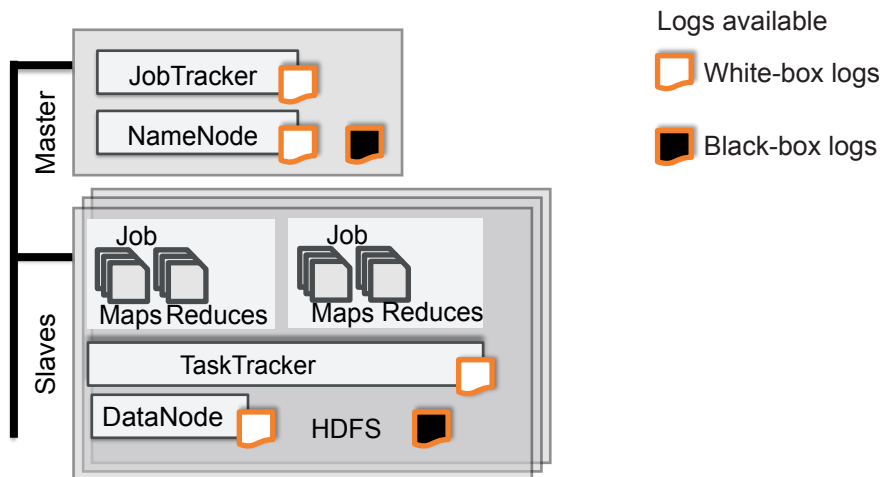 Logs available
White-box logs
Black-box logs
Master
JobTracker
NameNode
Slaves
Job
Maps Reduces
Job
Maps Reduces
TaskTracker
DataNode
HDFS